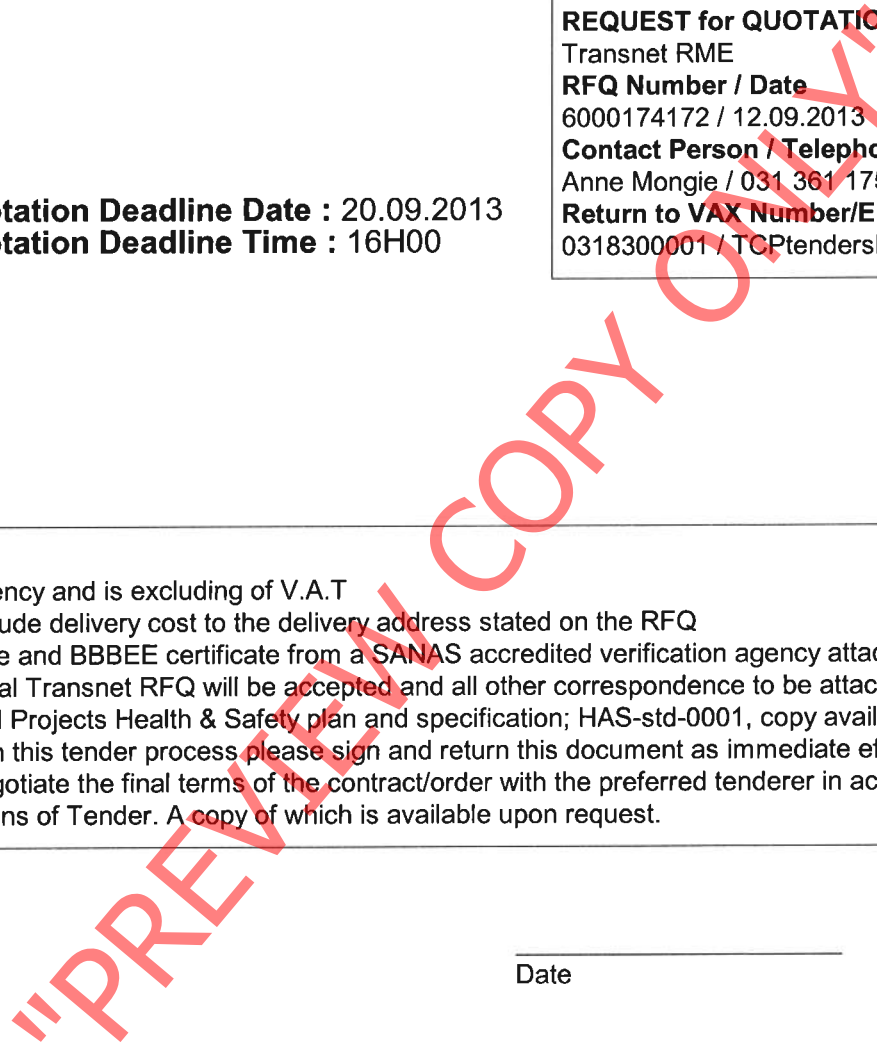 REQUEST for QUOTATIO
Transnet RME
RFQ Number / Date
6000174172 / 12.09.2013
Contact Person / Telepho
Anne Mongie / 031 361 175
Return to VAX Number/E
0318300001 / TCPtenders
tation Deadline Date : 20.09.2013
tation Deadline Time : 16H00
ency and is excluding of V.A.T
ude delivery cost to the delivery address stated on the RFQ
e and BBBEE certificate from a SANAS accredited verification agency attac
al Transnet RFQ will be accepted and all other correspondence to be attac
l Projects Health & Safety plan and specification; HAS-std-0001, copy avail
n this tender process please sign and return this document as immediate ef
gotiate the final terms of the contract/order with the preferred tenderer in ac
ns of Tender. A copy of which is available upon request.
Date
"PREVIEW COPY ONLY"